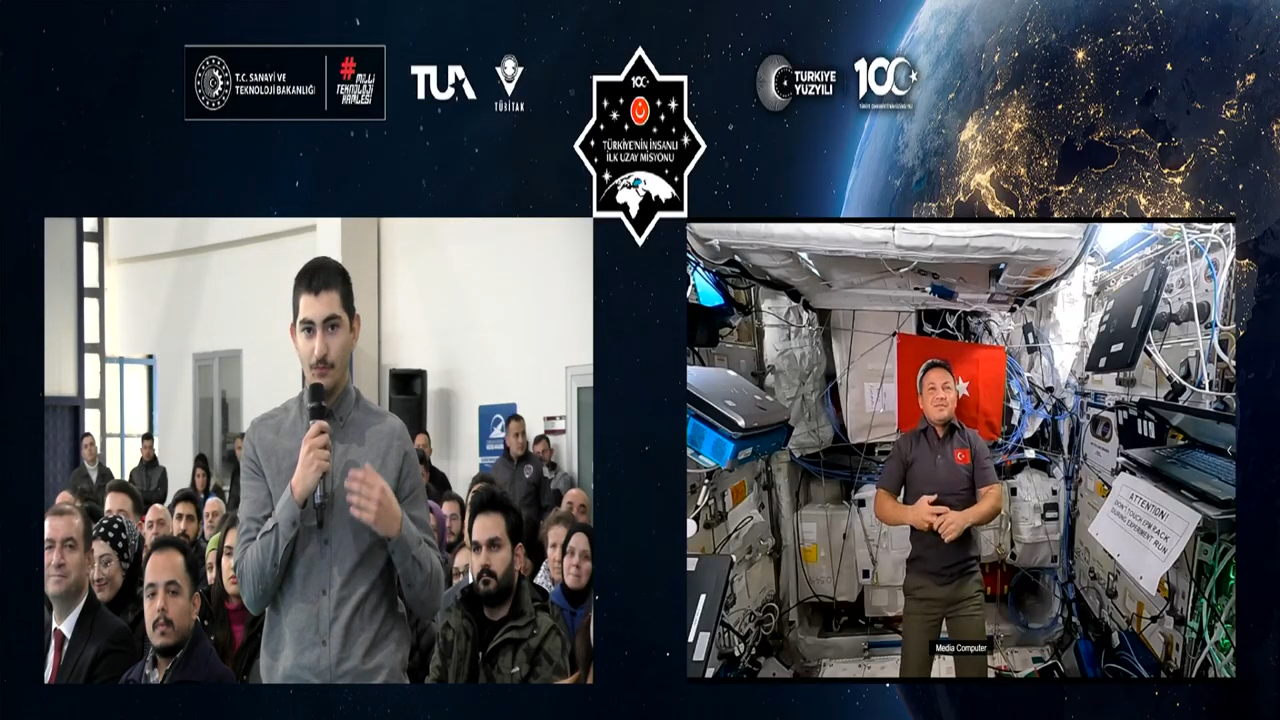 T.C. SANAYİ VE
TEKNOLOJİ BAKANLIĞI
#
MİLLİ
TEKNOLOJİ
HAMLESİ
TUA
TÜBİTAK
100
TÜRKİYE'NİN İNSANLI
İLK UZAY MİSYONU
TÜRKİYE
YÜZYILI
100
ATTENTION!
DON'T TOUCH EPM RACK
DURING EXPERIMENT
RUN
Media Computer